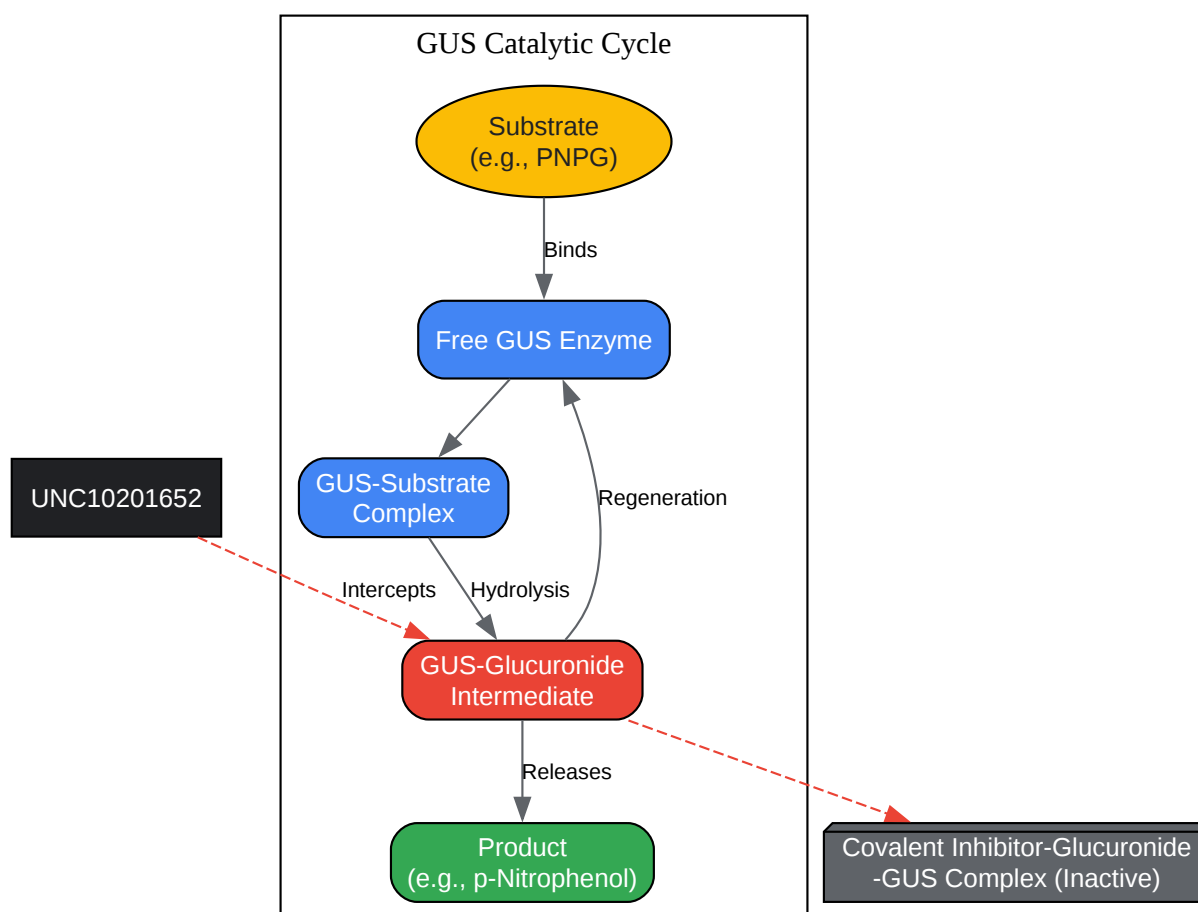 GUS Catalytic Cycle
Substrate
(e.g., PNPG)
Binds
Free GUS Enzyme
GUS-Substrate
Complex
UNC10201652
Regeneration
Intercepts
Hydrolysis
GUS-Glucuronide
Intermediate
Releases
Product
(e.g., p-Nitrophenol)
Covalent Inhibitor-Glucuronide
-GUS Complex (Inactive)